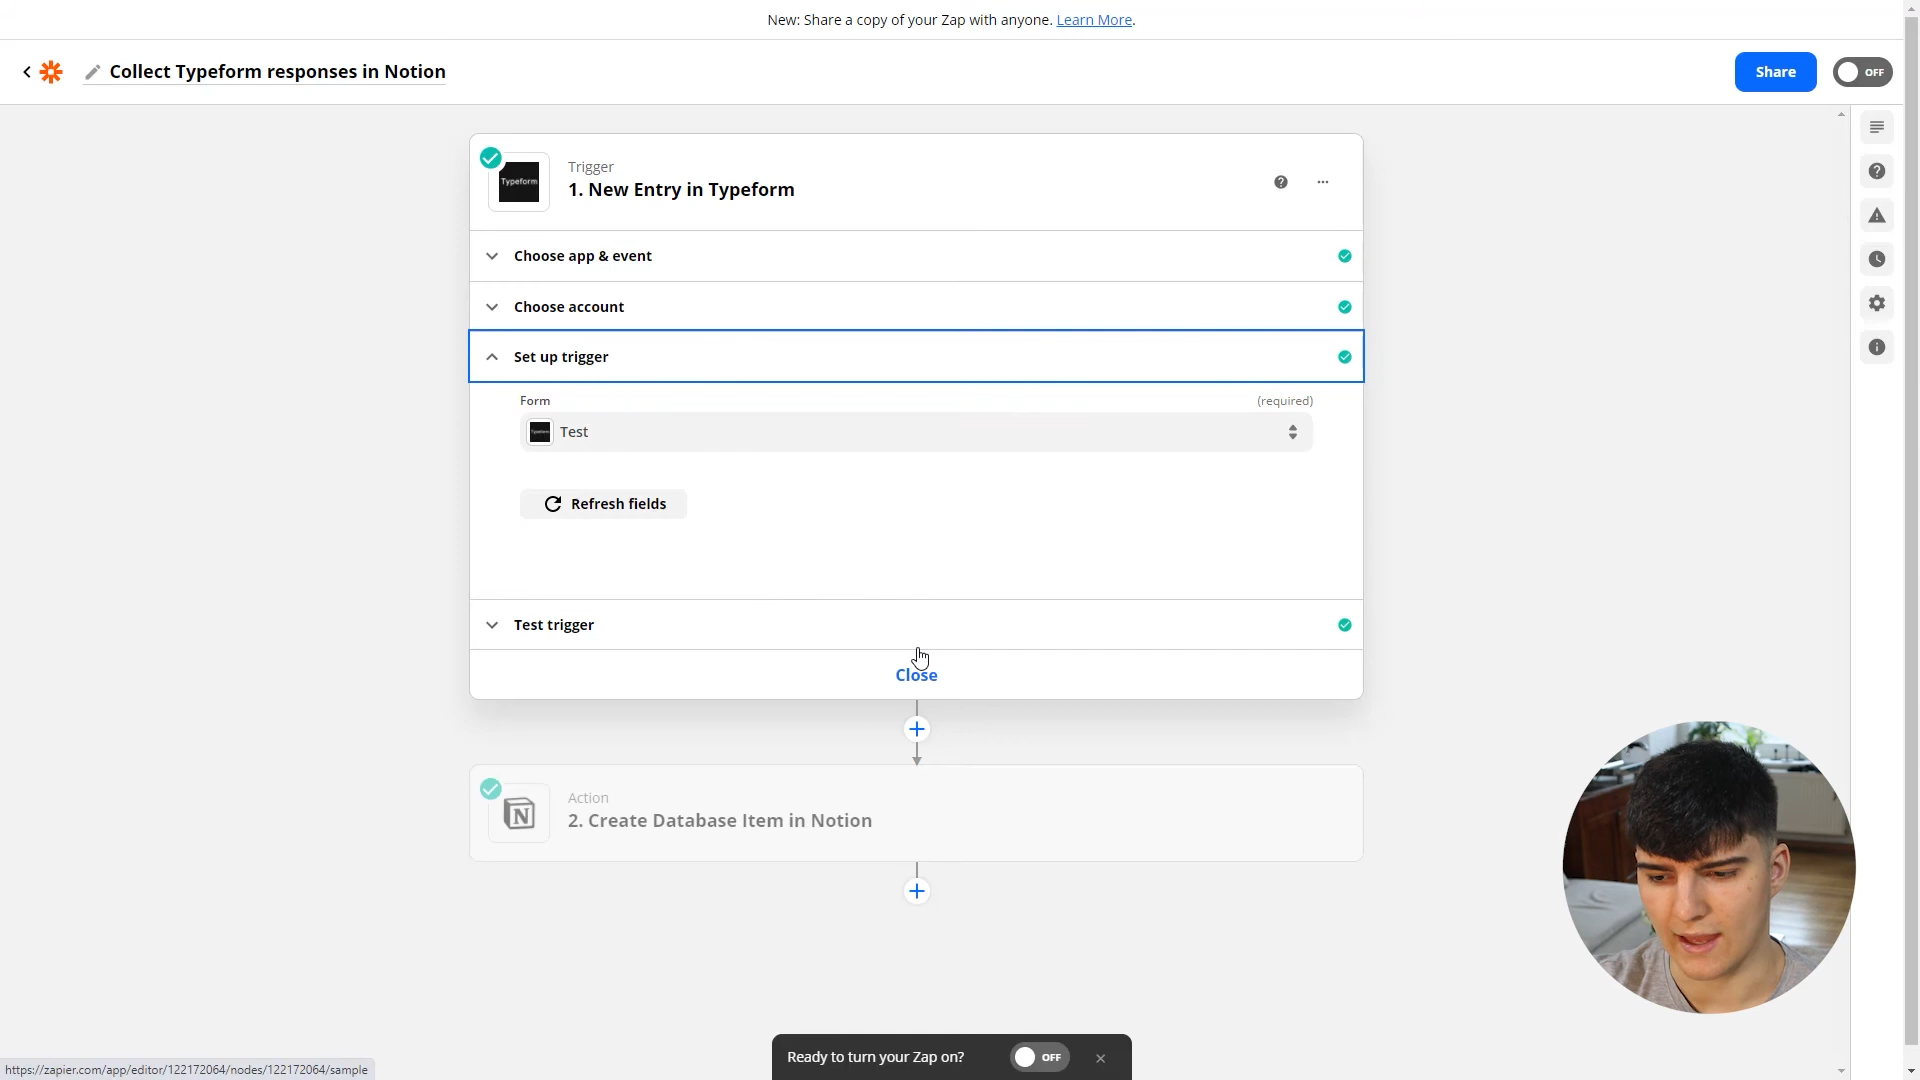 New: Share a copy of your Zap with anyone. Learn More.
Collect Typeform responses in Notion
Share
OFF
Typeform
Trigger
1. New Entry in Typeform
Choose app & event
Choose account
Set up trigger
Form
(required)
Test
Refresh fields
Test trigger
Close
Action
2. Create Database Item in Notion
Ready to turn your Zap on?
OFF
https://zapier.com/app/editor/122172064/nodes/122172064/sample